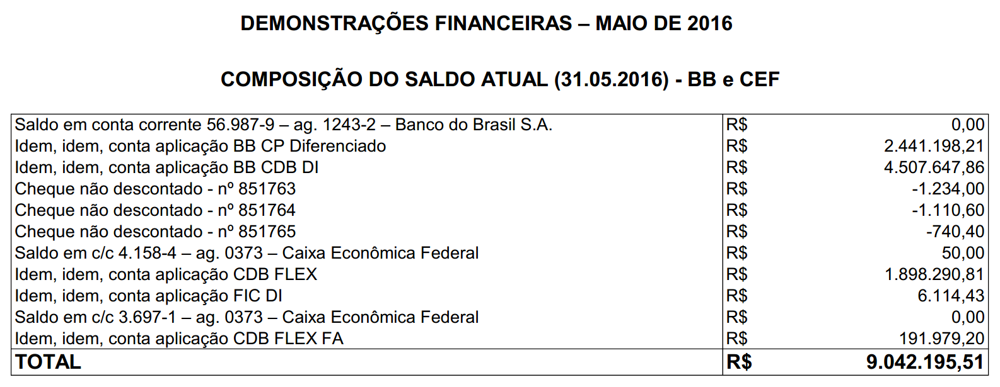 DEMONSTRAÇÕES FINANCEIRAS – MAIO DE 2016
COMPOSIÇÃO DO SALDO ATUAL (31.05.2016) - BB e CEF
Saldo em conta corrente 56.987-9 – ag. 1243-2 – Banco do Brasil S.A. R$ 0,00
Idem, idem, conta aplicação BB CP Diferenciado R$ 2.441.198,21
Idem, idem, conta aplicação BB CDB DI R$ 4.507.647,86
Cheque não descontado - nº 851763 R$ -1.234,00
Cheque não descontado - nº 851764 R$ -1.110,60
Cheque não descontado - nº 851765 R$ -740,40
Saldo em c/c 4.158-4 – ag. 0373 – Caixa Econômica Federal R$ 50,00
Idem, idem, conta aplicação CDB FLEX R$ 1.898.290,81
Idem, idem, conta aplicação FIC DI R$ 6.114,43
Saldo em c/c 3.697-1 – ag. 0373 – Caixa Econômica Federal R$ 0,00
Idem, idem, conta aplicação CDB FLEX FA R$ 191.979,20
TOTAL R$ 9.042.195,51